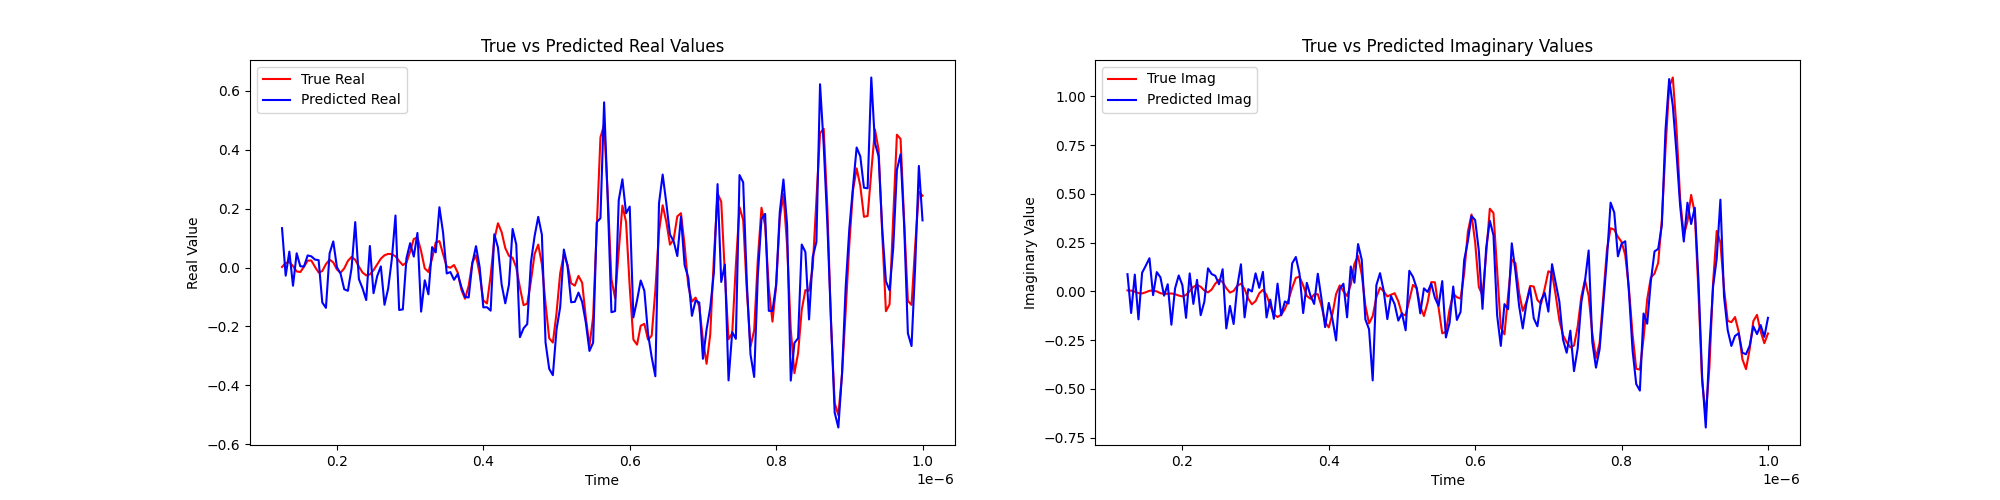 True vs Predicted Real Values
True Real
Predicted Real
Real Value
0.6
0.4
0.2
0.0
−0.2
−0.4
−0.6
0.2 0.4 0.6 0.8 1.0
1e−6
Time
True vs Predicted Imaginary Values
True Imag
Predicted Imag
Imaginary Value
1.00
0.75
0.50
0.25
0.00
−0.25
−0.50
−0.75
0.2 0.4 0.6 0.8 1.0
1e−6
Time